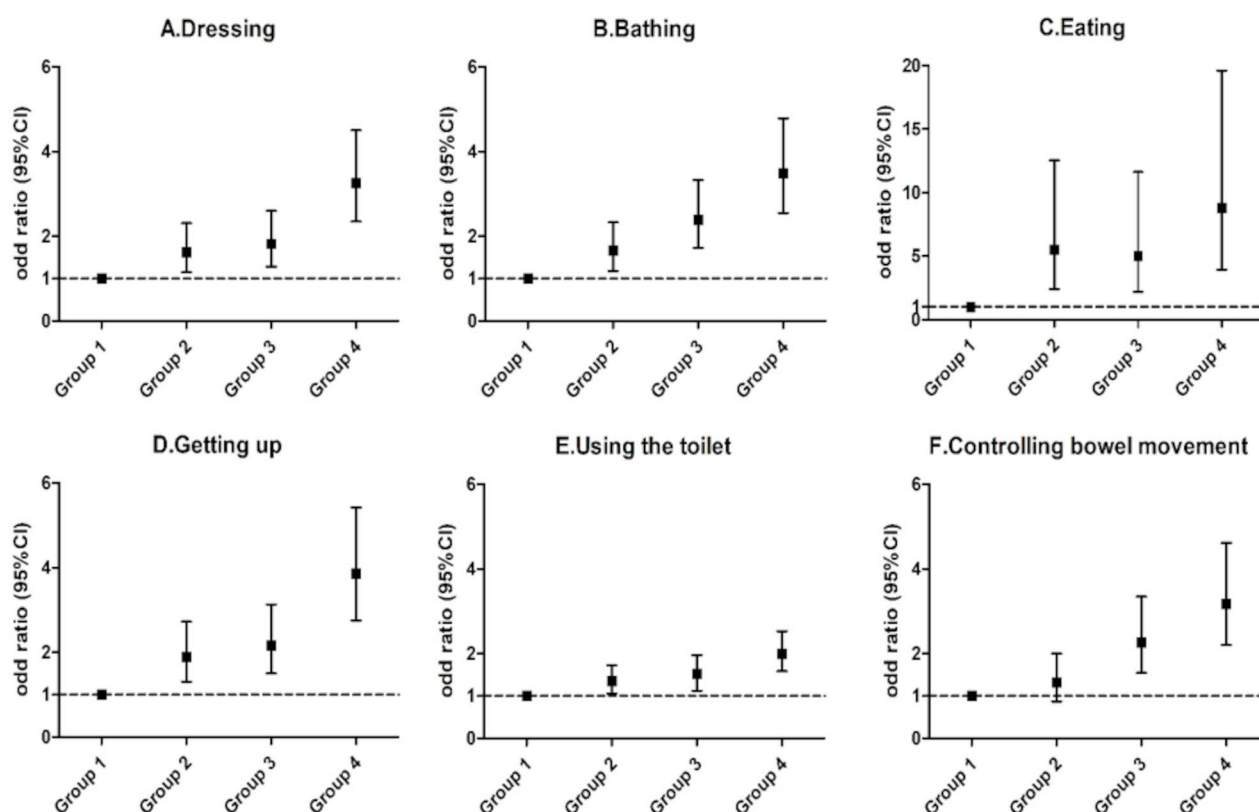 A.Dressing
odd ratio (95%CI)
6
4
2
1
0
Group 1
Group 2
Group 3
Group 4
B.Bathing
odd ratio (95%CI)
6
4
2
1
0
Group 1
Group 2
Group 3
Group 4
C.Eating
odd ratio (95%CI)
20
15
10
5
1
0
Group 1
Group 2
Group 3
Group 4
D.Getting up
odd ratio (95%CI)
6
4
2
1
0
Group 1
Group 2
Group 3
Group 4
E.Using the toilet
odd ratio (95%CI)
6
4
2
1
0
Group 1
Group 2
Group 3
Group 4
F.Controlling bowel movement
odd ratio (95%CI)
6
4
2
1
0
Group 1
Group 2
Group 3
Group 4